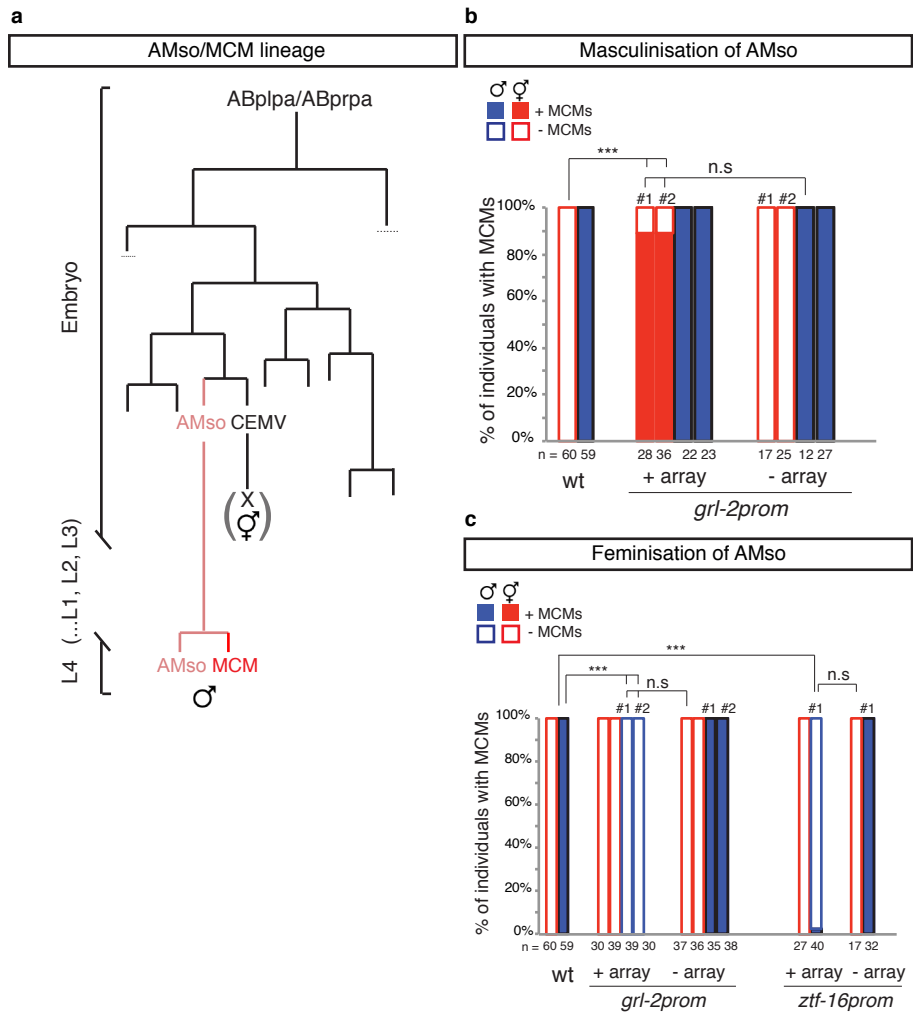 a
AMso/MCM lineage
ABplpa/ABprpa
Embryo
AMso CEMV
(X ⚥)
(...L1, L2, L3)
L4
AMso MCM
♂
b
Masculinisation of AMso
♂ ⚥
+ MCMs
- MCMs
***
n.s
#1 #2 #1 #2
% of individuals with MCMs
100%
80%
60%
40%
20%
0%
n = 60 59 28 36 22 23 17 25 12 27
wt + array - array
grl-2prom
c
Feminisation of AMso
♂ ⚥
+ MCMs
- MCMs
***
*** n.s n.s
#1 #2 #1 #2 #1 #1
% of individuals with MCMs
100%
80%
60%
40%
20%
0%
n = 60 59 30 39 39 30 37 36 35 38 27 40 17 32
wt + array - array + array - array
grl-2prom ztf-16prom